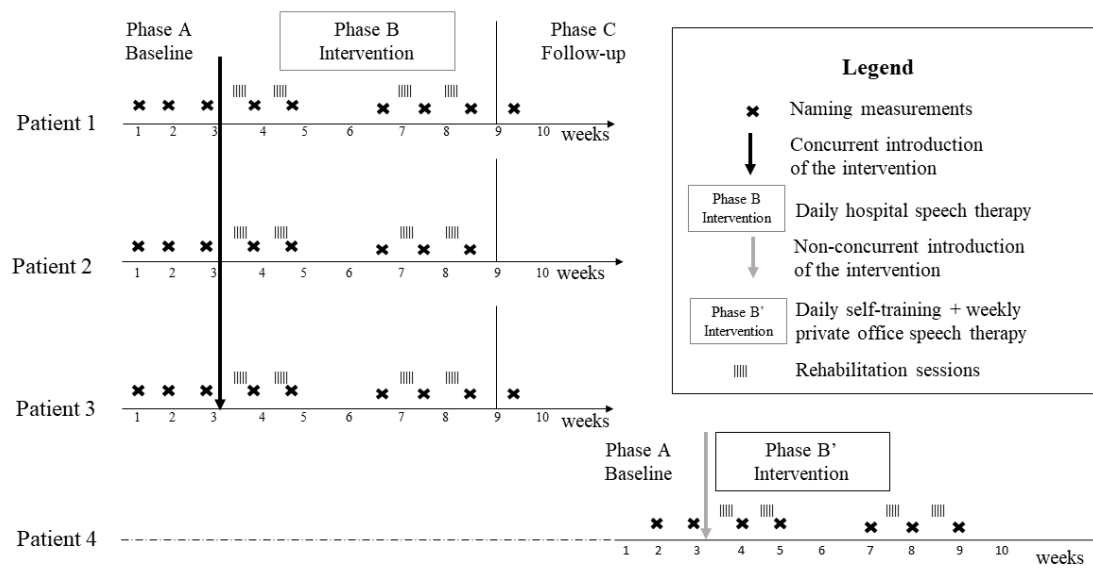 Phase A
Baseline
Phase B
Intervention
Phase C
Follow-up
Patient 1
1 2 3 4 5 6 7 8 9 10 weeks
Patient 2
1 2 3 4 5 6 7 8 9 10 weeks
Patient 3
1 2 3 4 5 6 7 8 9 10 weeks
Phase A
Baseline
Phase B’
Intervention
Patient 4
1 2 3 4 5 6 7 8 9 10 weeks
Legend
Naming measurements
Concurrent introduction
of the intervention
Phase B
Intervention
Daily hospital speech therapy
Non-concurrent introduction
of the intervention
Phase B’
Intervention
Daily self-training + weekly
private office speech therapy
Rehabilitation sessions